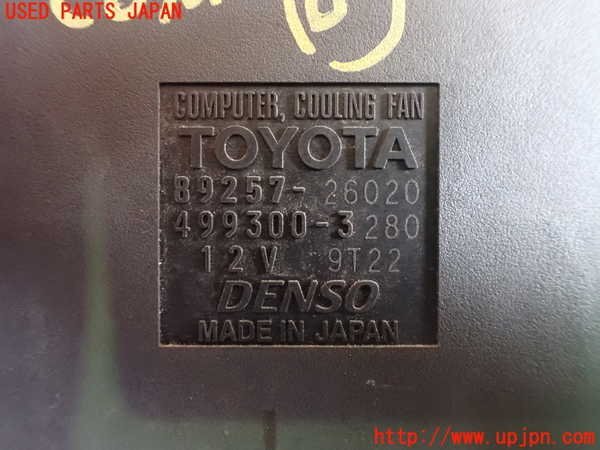 USED PARTS JAPAN
COMPUTER, COOLING FAN
TOYOTA
89257-26020
499300-3280
12V 9T22
DENSO
MADE IN JAPAN
http://www.upjpn.com/